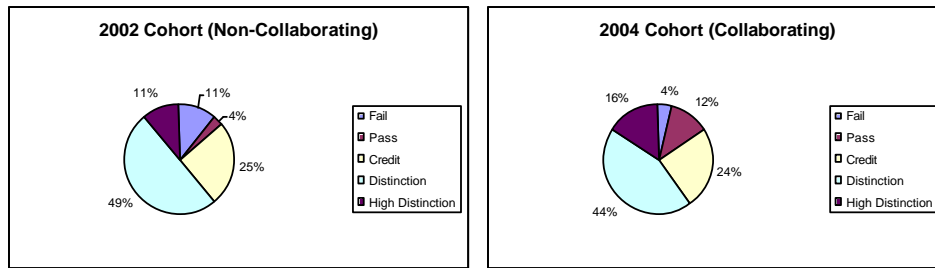 2002 Cohort (Non-Collaborating)
11%
11%
4%
25%
49%
Fail
Pass
Credit
Distinction
High Distinction
2004 Cohort (Collaborating)
16%
4%
12%
24%
44%
Fail
Pass
Credit
Distinction
High Distinction